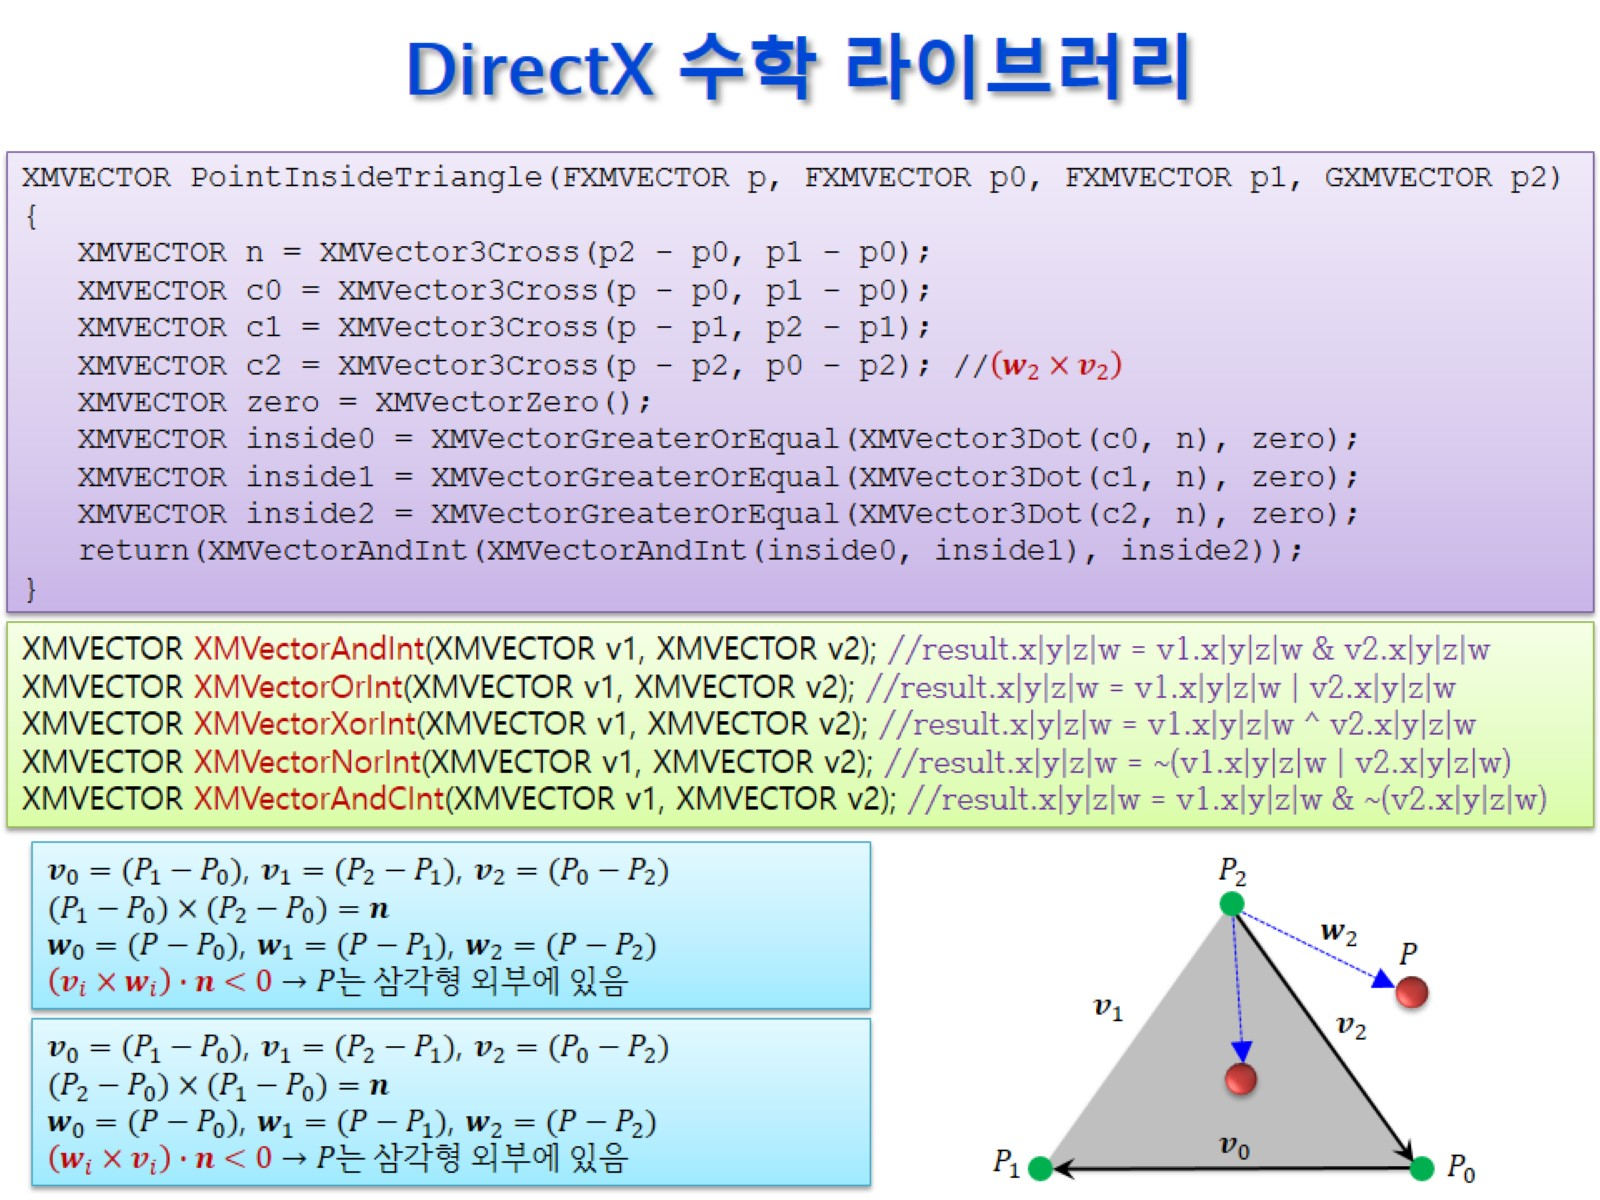 DirectX 수학 라이브러리
XMVECTOR PointInsideTriangle(FXMVECTOR p, FXMVECTOR p0, FXMVECTOR p1, GXMVECTOR p2)
{
XMVECTOR n = XMVector3Cross(p2 - p0, p1 - p0);
XMVECTOR c0 = XMVector3Cross(p - p0, p1 - p0);
XMVECTOR c1 = XMVector3Cross(p - p1, p2 - p1);
XMVECTOR c2 = XMVector3Cross(p - p2, p0 - p2); //(w₂ × v₂)
XMVECTOR zero = XMVectorZero();
XMVECTOR inside0 = XMVectorGreaterOrEqual(XMVector3Dot(c0, n), zero);
XMVECTOR inside1 = XMVectorGreaterOrEqual(XMVector3Dot(c1, n), zero);
XMVECTOR inside2 = XMVectorGreaterOrEqual(XMVector3Dot(c2, n), zero);
return(XMVectorAndInt(XMVectorAndInt(inside0, inside1), inside2));
}
XMVECTOR XMVectorAndInt(XMVECTOR v1, XMVECTOR v2); //result.x|y|z|w = v1.x|y|z|w & v2.x|y|z|w
XMVECTOR XMVectorOrInt(XMVECTOR v1, XMVECTOR v2); //result.x|y|z|w = v1.x|y|z|w | v2.x|y|z|w
XMVECTOR XMVectorXorInt(XMVECTOR v1, XMVECTOR v2); //result.x|y|z|w = v1.x|y|z|w ^ v2.x|y|z|w
XMVECTOR XMVectorNorInt(XMVECTOR v1, XMVECTOR v2); //result.x|y|z|w = ~(v1.x|y|z|w | v2.x|y|z|w)
XMVECTOR XMVectorAndCInt(XMVECTOR v1, XMVECTOR v2); //result.x|y|z|w = v1.x|y|z|w & ~(v2.x|y|z|w)
v₀ = (P₁ − P₀), v₁ = (P₂ − P₁), v₂ = (P₀ − P₂)
(P₁ − P₀) × (P₂ − P₀) = n
w₀ = (P − P₀), w₁ = (P − P₁), w₂ = (P − P₂)
(vᵢ × wᵢ) · n < 0 → P는 삼각형 외부에 있음
v₀ = (P₁ − P₀), v₁ = (P₂ − P₁), v₂ = (P₀ − P₂)
(P₂ − P₀) × (P₁ − P₀) = n
w₀ = (P − P₀), w₁ = (P − P₁), w₂ = (P − P₂)
(wᵢ × vᵢ) · n < 0 → P는 삼각형 외부에 있음
P₂
w₂
P
v₁
v₂
v₀
P₁
P₀